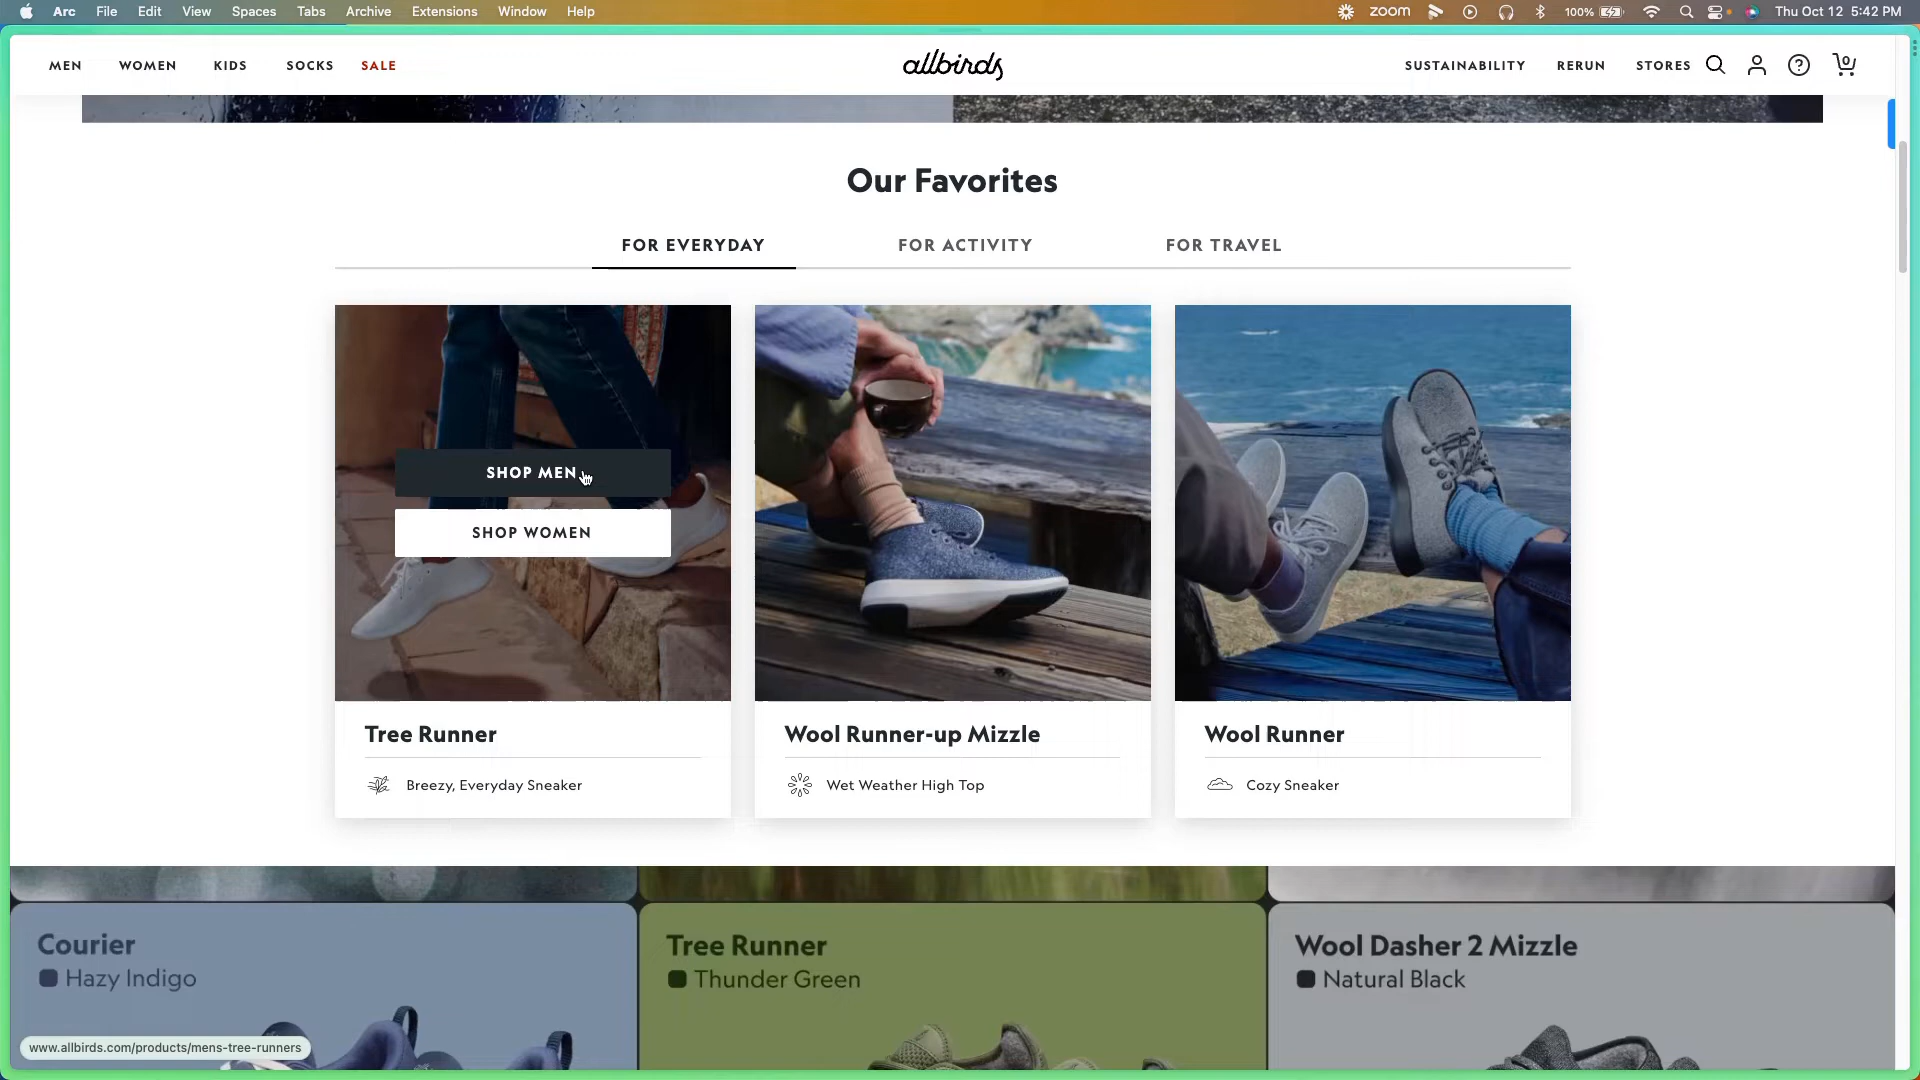 Arc File Edit View Spaces Tabs Archive Extensions Window Help zoom 100% Thu Oct 12 5:42 PM
MEN WOMEN KIDS SOCKS SALE allbirds SUSTAINABILITY RERUN STORES 0
Our Favorites
FOR EVERYDAY FOR ACTIVITY FOR TRAVEL
SHOP MEN
SHOP WOMEN
Tree Runner Wool Runner-up Mizzle Wool Runner
Breezy, Everyday Sneaker Wet Weather High Top Cozy Sneaker
Courier Tree Runner Wool Dasher 2 Mizzle
Hazy Indigo Thunder Green Natural Black
www.allbirds.com/products/mens-tree-runners